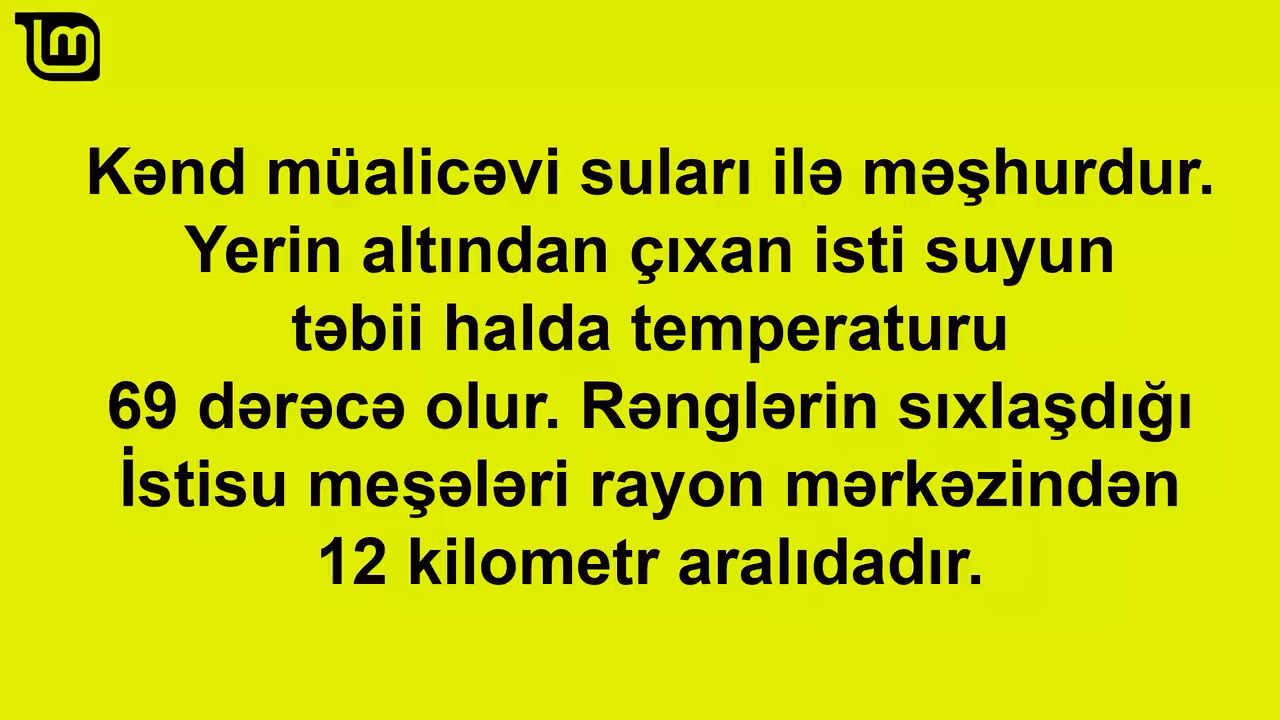 Kənd müalicəvi suları ilə məşhurdur.
Yerin altından çıxan isti suyun
təbii halda temperaturu
69 dərəcə olur. Rənglərin sıxlaşdığı
İstisu meşələri rayon mərkəzindən
12 kilometr aralıdadır.